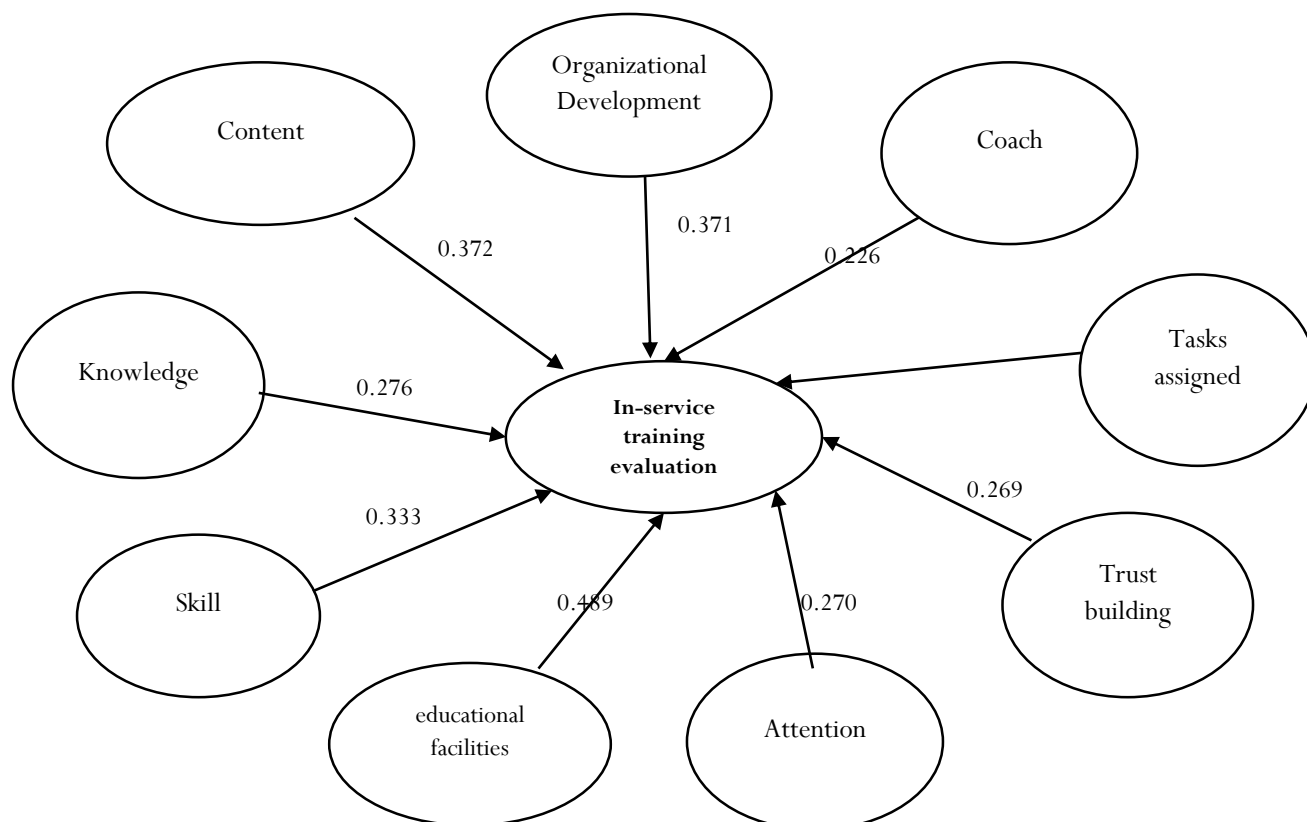 Organizational
Development
Content
Coach
0.371
0.372
0.226
Tasks
assigned
Knowledge
0.276
In-service
training
evaluation
0.269
0.333
Trust
building
Skill
0.489
0.270
educational
facilities
Attention